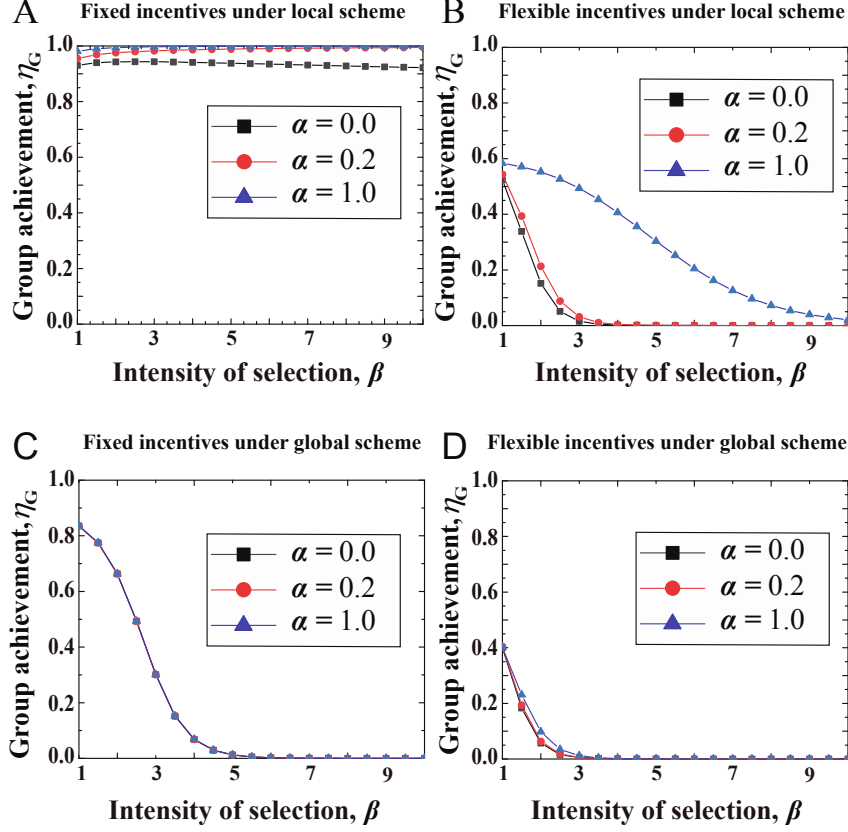 A Fixed incentives under local scheme
Group achievement, η_G
1.0
0.8
0.6
0.4
0.2
0.0
α = 0.0
α = 0.2
α = 1.0
1 3 5 7 9
Intensity of selection, β
B Flexible incentives under local scheme
Group achievement, η_G
1.0
0.8
0.6
0.4
0.2
0.0
α = 0.0
α = 0.2
α = 1.0
1 3 5 7 9
Intensity of selection, β
C Fixed incentives under global scheme
Group achievement, η_G
1.0
0.8
0.6
0.4
0.2
0.0
α = 0.0
α = 0.2
α = 1.0
1 3 5 7 9
Intensity of selection, β
D Flexible incentives under global scheme
Group achievement, η_G
1.0
0.8
0.6
0.4
0.2
0.0
α = 0.0
α = 0.2
α = 1.0
1 3 5 7 9
Intensity of selection, β